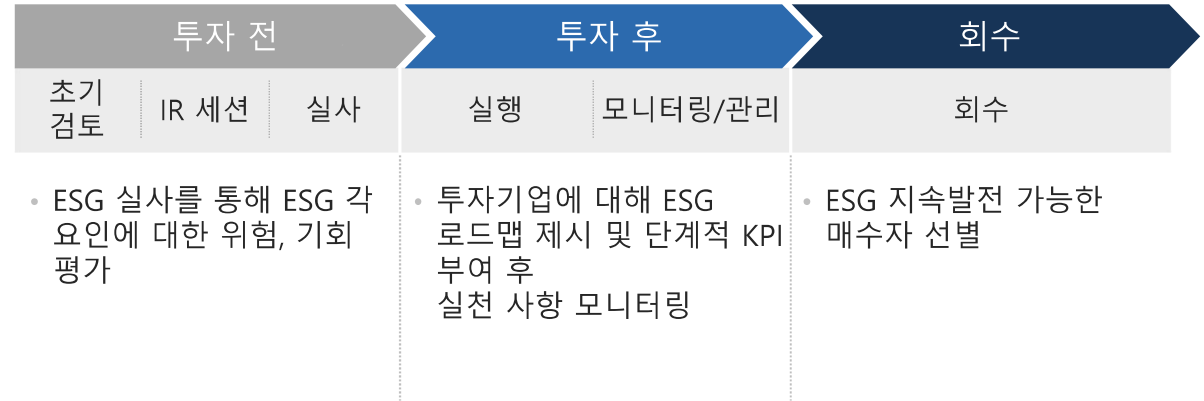 투자 전
투자 후
회수
초기
검토
IR 세션
실사
실행
모니터링/관리
회수
• ESG 실사를 통해 ESG 각
요인에 대한 위험, 기회
평가
• 투자기업에 대해 ESG
로드맵 제시 및 단계적 KPI
부여 후
실천 사항 모니터링
• ESG 지속발전 가능한
매수자 선별